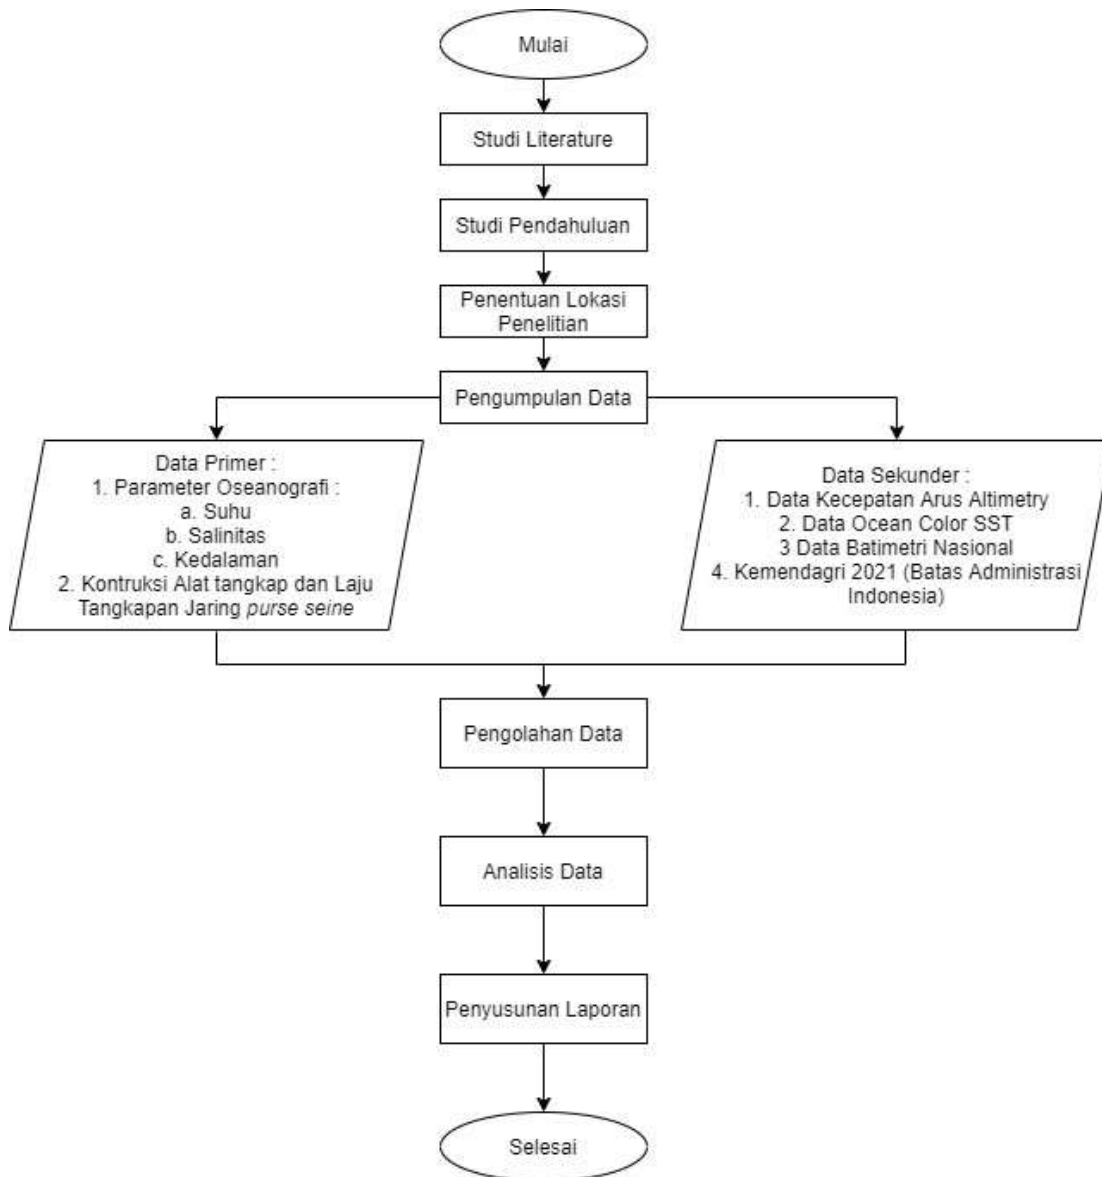 Mulai
Studi Literature
Studi Pendahuluan
Penentuan Lokasi
Penelitian
Pengumpulan Data
Data Primer :
1. Parameter Oseanografi :
a. Suhu
b. Salinitas
c. Kedalaman
2. Kontruksi Alat tangkap dan Laju
Tangkapan Jaring purse seine
Data Sekunder :
1. Data Kecepatan Arus Altimetry
2. Data Ocean Color SST
3 Data Batimetri Nasional
4. Kemendagri 2021 (Batas Administrasi
Indonesia)
Pengolahan Data
Analisis Data
Penyusunan Laporan
Selesai